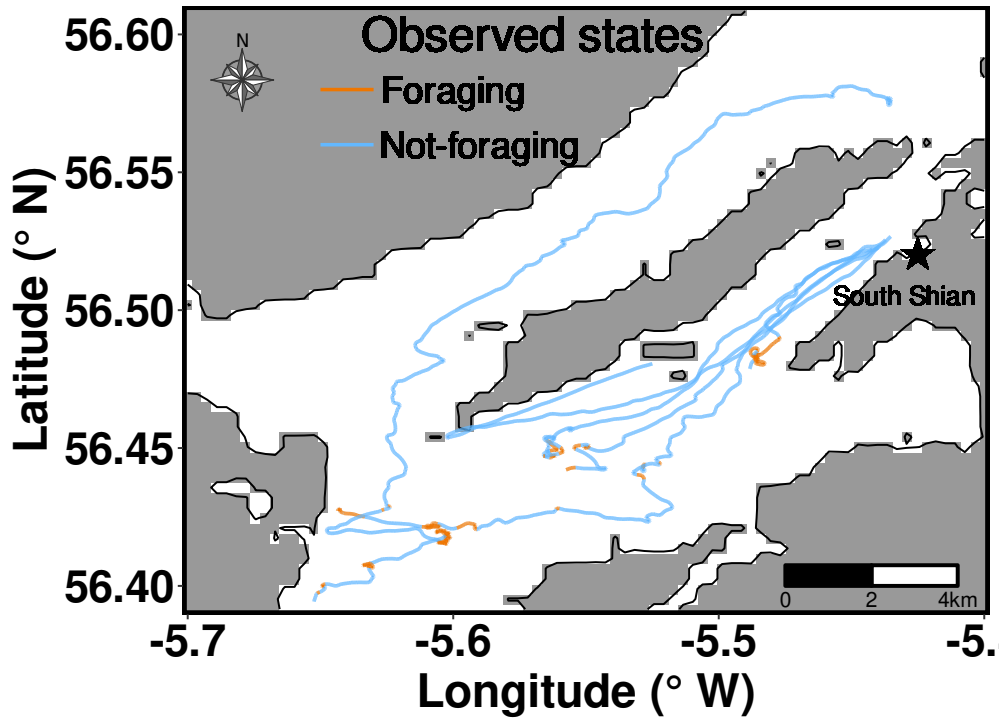 56.60
56.55
56.50
56.45
56.40
Latitude (° N)
N
Observed states
Foraging
Not-foraging
South Shian
0 2 4km
-5.7 -5.6 -5.5 -5.
Longitude (° W)